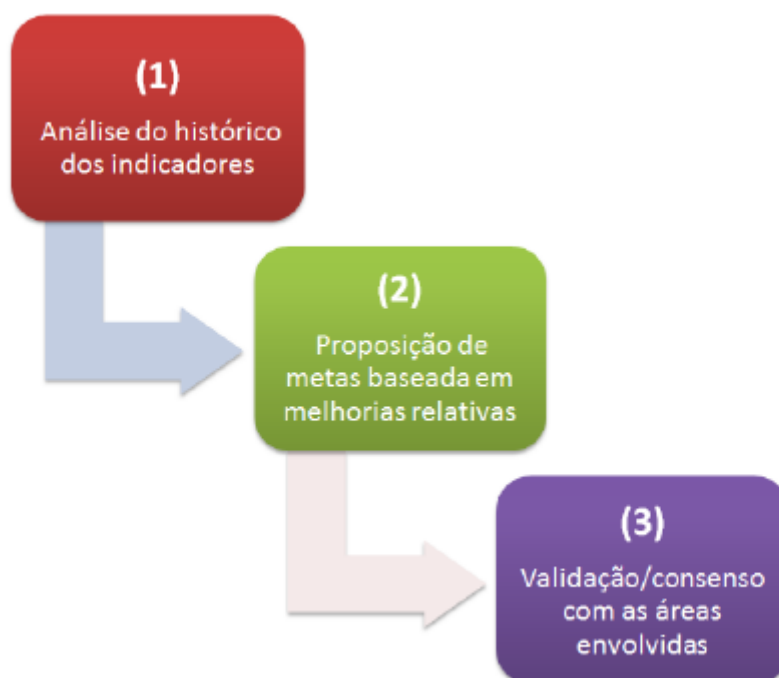 (1)
Análise do histórico
dos indicadores
(2)
Proposição de
metas baseada em
melhorias relativas
(3)
Validação/consenso
com as áreas
envolvidas